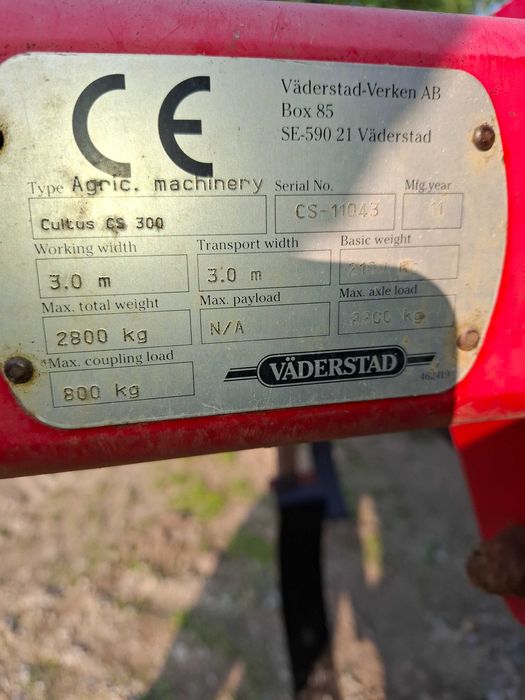 CE
Väderstad-Verken AB
Box 85
SE-590 21 Väderstad
Type Agric. machinery
Serial No.
Mfg.year
Cultus CS 300
CS-11043
Working width
Transport width
Basic weight
3.0 m
3.0 m
Max. total weight
Max. payload
Max. axle load
2800 kg
N/A
*Max. coupling load
800 kg
VÄDERSTAD
462419